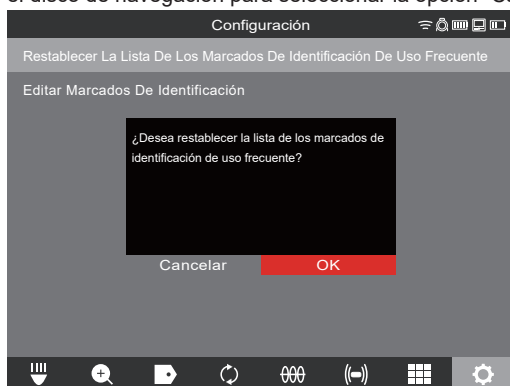 el disco de navegación para seleccionar la opción
Configuración
Restablecer La Lista De Los Marcados De Identificación De Uso Frecuente
Editar Marcados De Identificación
¿Desea restablecer la lista de los marcados de
identificación de uso frecuente?
Cancelar
OK